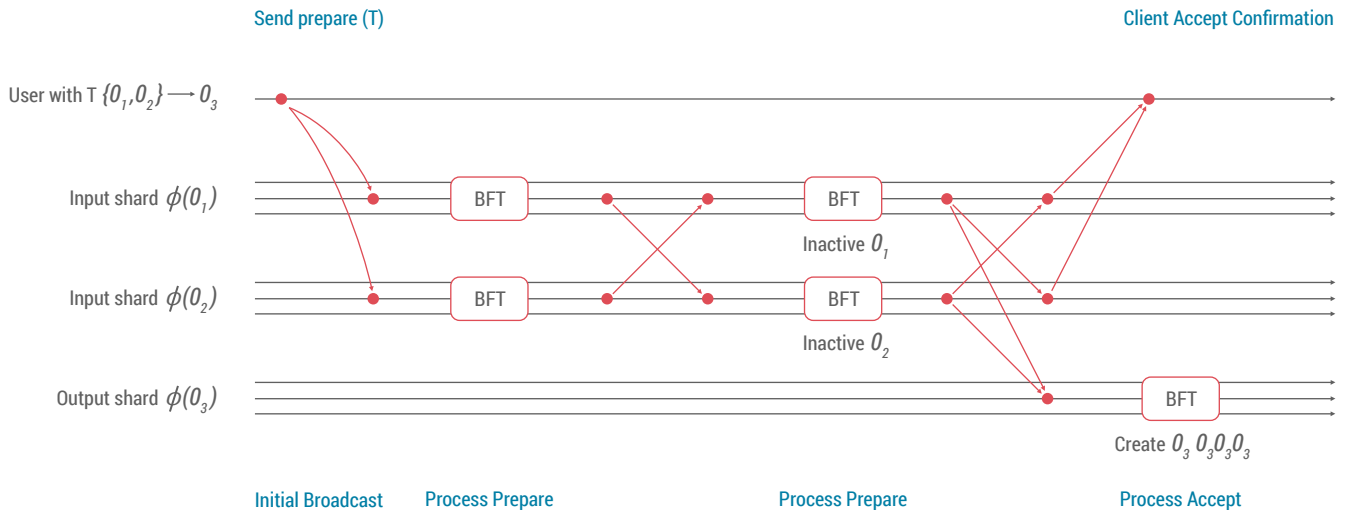 Send prepare (T)
Client Accept Confirmation
User with T {0₁,0₂} → 0₃
Input shard ϕ(0₁)
BFT
BFT
Inactive 0₁
Input shard ϕ(0₂)
BFT
BFT
Inactive 0₂
Output shard ϕ(0₃)
BFT
Create 0₃ 0₃0₃0₃
Initial Broadcast
Process Prepare
Process Prepare
Process Accept